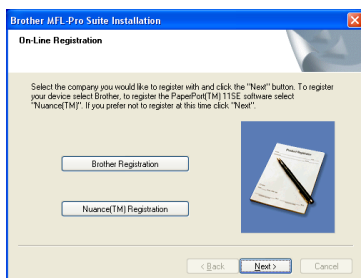 Brother MFL-Pro Suite Installation
On-Line Registration
Select the company you would like to register with and click the "Next" button. To register
your device select Brother, to register the PaperPort(TM) 11SE software select
"Nuance(TM)". If you prefer not to register at this time click "Next".
Brother Registration
Nuance(TM) Registration
< Back
Next >
Cancel